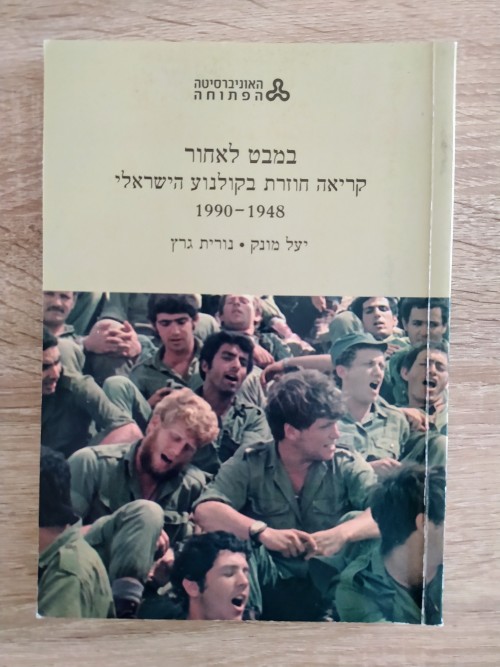 האוניברסיטה
הפתוחה
במבט לאחור
קריאה חוזרת בקולנוע הישראלי
1990-1948
יעל מונק • נורית גרץ